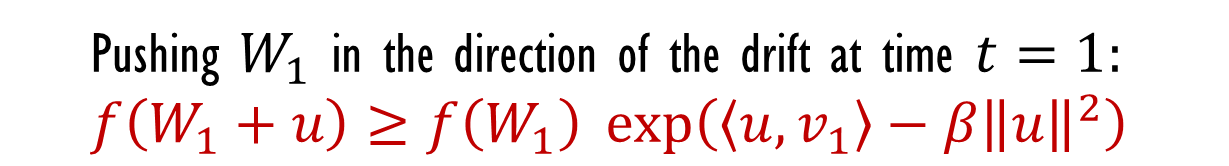 Pushing W₁ in the direction of the drift at time t = 1:
f(W₁ + u) ≥ f(W₁) exp(⟨u, v₁⟩ − β‖u‖²)